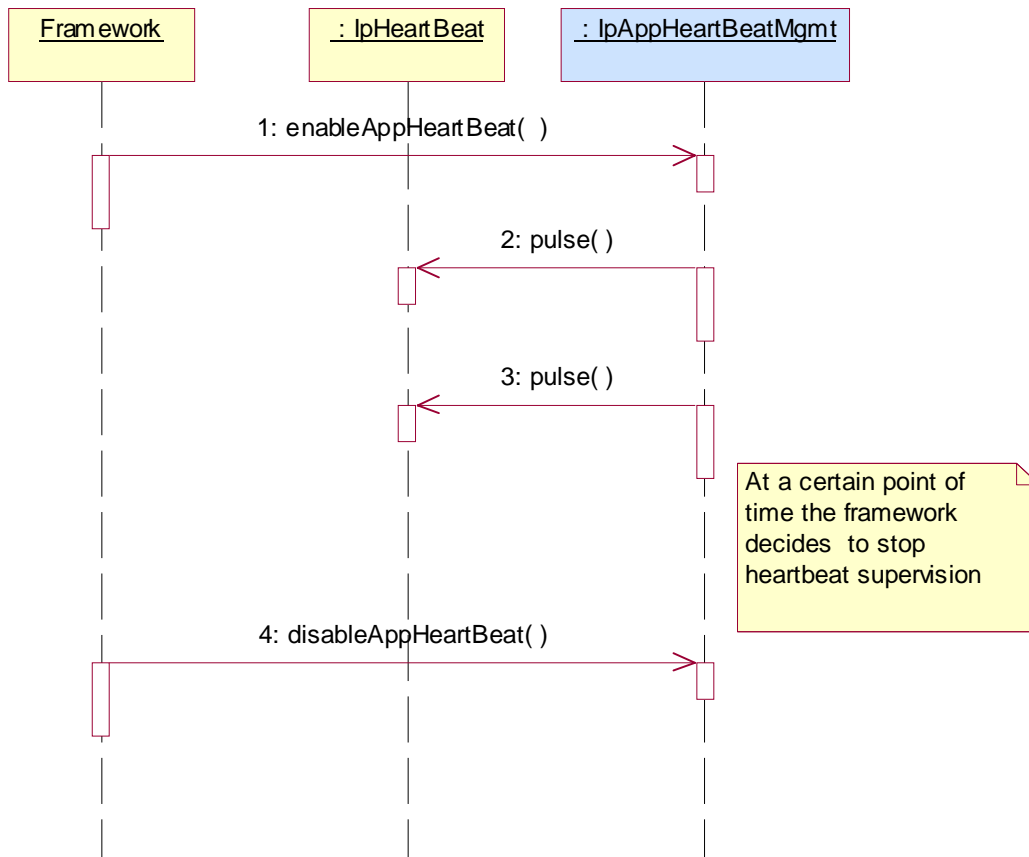 Framework
: IpHeartBeat
: IpAppHeartBeatMgmt
1: enableAppHeartBeat( )
2: pulse( )
3: pulse( )
At a certain point of
time the framework
decides to stop
heartbeat supervision
4: disableAppHeartBeat( )